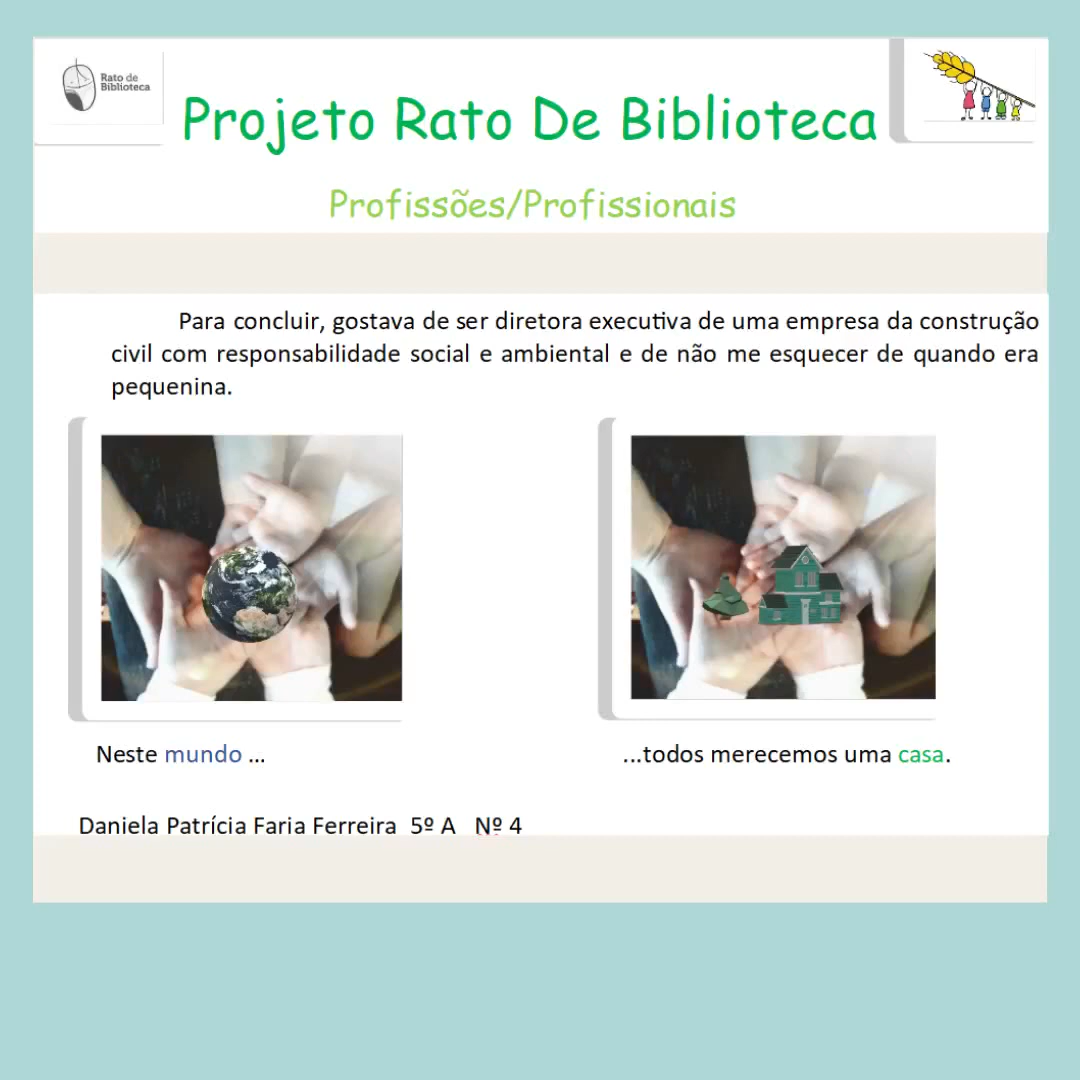 Rato de
Biblioteca
Projeto Rato De Biblioteca
Profissões/Profissionais
Para concluir, gostava de ser diretora executiva de uma empresa da construção
civil com responsabilidade social e ambiental e de não me esquecer de quando era
pequenina.
Neste mundo ...
...todos merecemos uma casa.
Daniela Patrícia Faria Ferreira 5º A Nº 4